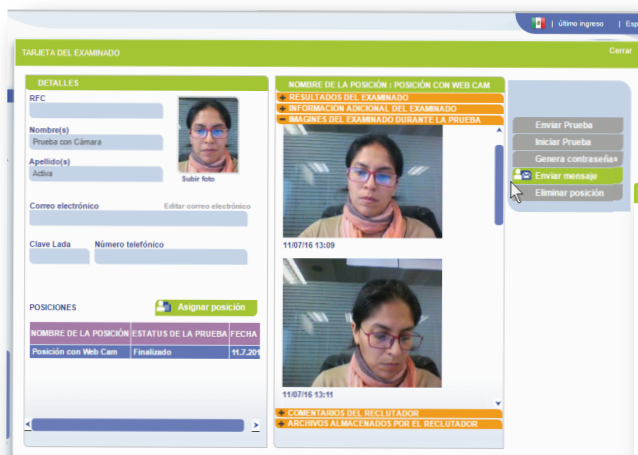 último ingreso | Esp
TARJETA DEL EXAMINADO
Cerrar
DETALLES
RFC
Nombre(s)
Prueba con Cámara
Apellido(s)
Activa
Subir foto
Correo electrónico
Editar correo electrónico
Clave Lada
Número telefónico
POSICIONES
Asignar posición
NOMBRE DE LA POSICIÓN ESTATUS DE LA PRUEBA FECHA
Posición con Web Cam Finalizado 11.7.201
NOMBRE DE LA POSICIÓN : POSICIÓN CON WEB CAM
RESULTADOS DEL EXAMINADO
INFORMACIÓN ADICIONAL DEL EXAMINADO
IMAGINES DEL EXAMINADO DURANTE LA PRUEBA
11/07/16 13:09
11/07/16 13:11
COMENTARIOS DEL RECLUTADOR
ARCHIVOS ALMACENADOS POR EL RECLUTADOR
Enviar Prueba
Iniciar Prueba
Genera contraseña»
Enviar mensaje
Eliminar posición